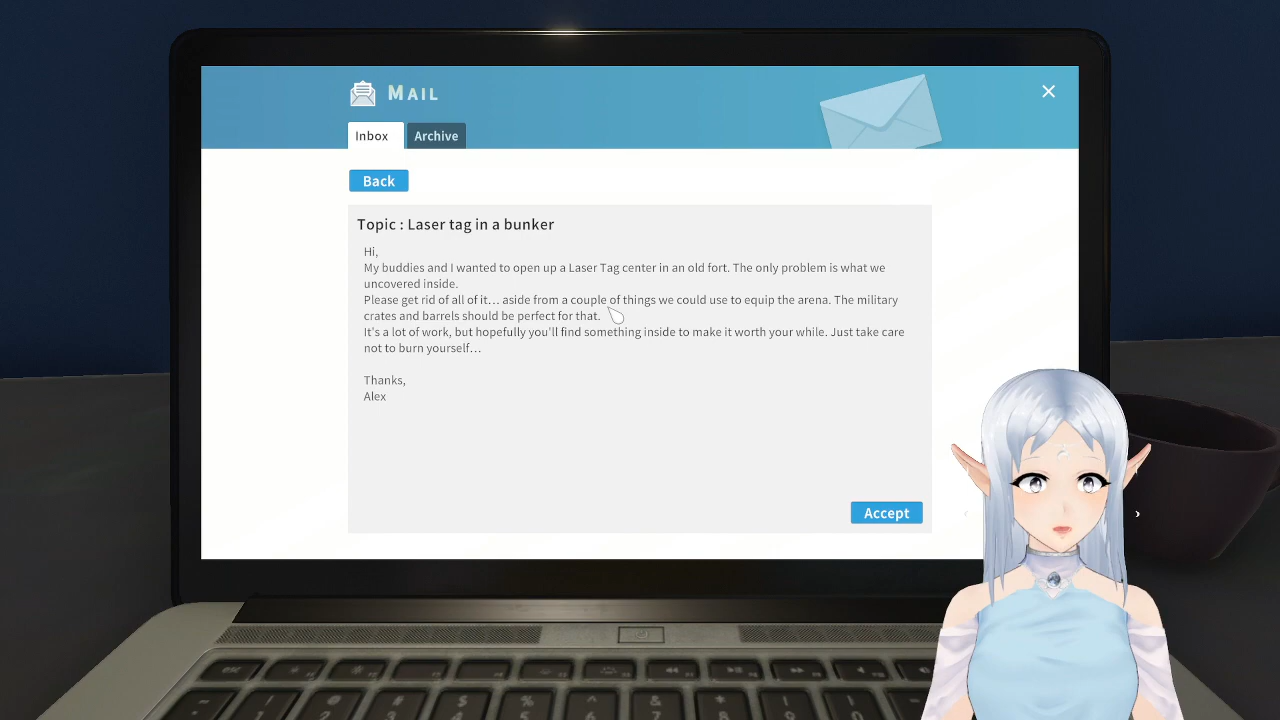 Mail
Inbox
Archive
Back
Topic : Laser tag in a bunker
Hi,
My buddies and I wanted to open up a Laser Tag center in an old fort. The only problem is what we
uncovered inside.
Please get rid of all of it... aside from a couple of things we could use to equip the arena. The military
crates and barrels should be perfect for that.
It's a lot of work, but hopefully you'll find something inside to make it worth your while. Just take care
not to burn yourself...
Thanks,
Alex
Accept
esc
# $ % ^ &